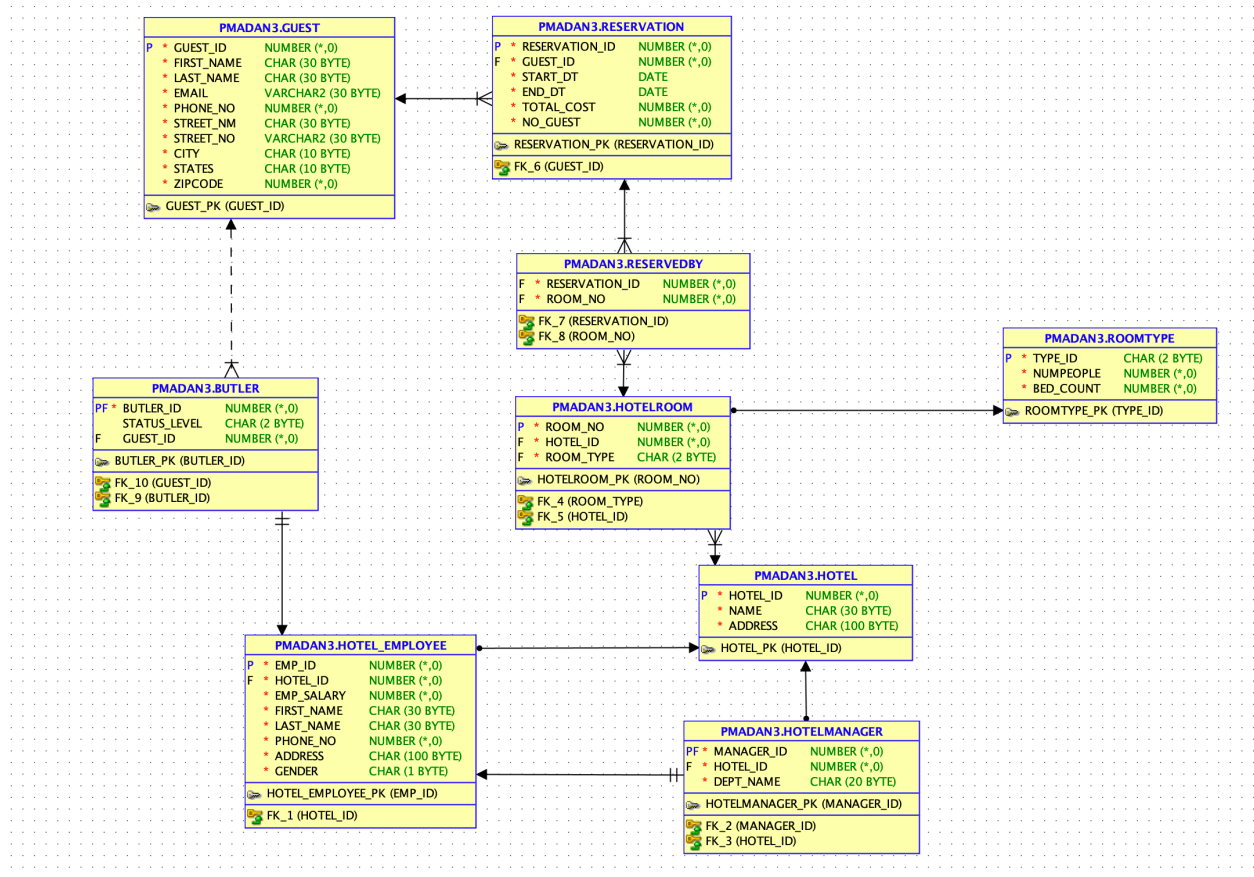 PMADAN3.GUEST
P * GUEST_ID NUMBER (*,0)
* FIRST_NAME CHAR (30 BYTE)
* LAST_NAME CHAR (30 BYTE)
* EMAIL VARCHAR2 (30 BYTE)
* PHONE_NO NUMBER (*,0)
* STREET_NM CHAR (30 BYTE)
* STREET_NO VARCHAR2 (30 BYTE)
* CITY CHAR (10 BYTE)
* STATES CHAR (10 BYTE)
* ZIPCODE NUMBER (*,0)
GUEST_PK (GUEST_ID)
PMADAN3.RESERVATION
P * RESERVATION_ID NUMBER (*,0)
F * GUEST_ID NUMBER (*,0)
* START_DT DATE
* END_DT DATE
* TOTAL_COST NUMBER (*,0)
* NO_GUEST NUMBER (*,0)
RESERVATION_PK (RESERVATION_ID)
FK_6 (GUEST_ID)
PMADAN3.RESERVEDBY
F * RESERVATION_ID NUMBER (*,0)
F * ROOM_NO NUMBER (*,0)
FK_7 (RESERVATION_ID)
FK_8 (ROOM_NO)
PMADAN3.ROOMTYPE
P * TYPE_ID CHAR (2 BYTE)
* NUMPEOPLE NUMBER (*,0)
* BED_COUNT NUMBER (*,0)
ROOMTYPE_PK (TYPE_ID)
PMADAN3.BUTLER
PF * BUTLER_ID NUMBER (*,0)
STATUS_LEVEL CHAR (2 BYTE)
F GUEST_ID NUMBER (*,0)
BUTLER_PK (BUTLER_ID)
FK_10 (GUEST_ID)
FK_9 (BUTLER_ID)
PMADAN3.HOTELROOM
P * ROOM_NO NUMBER (*,0)
F * HOTEL_ID NUMBER (*,0)
F * ROOM_TYPE CHAR (2 BYTE)
HOTELROOM_PK (ROOM_NO)
FK_4 (ROOM_TYPE)
FK_5 (HOTEL_ID)
PMADAN3.HOTEL
P * HOTEL_ID NUMBER (*,0)
* NAME CHAR (30 BYTE)
* ADDRESS CHAR (100 BYTE)
HOTEL_PK (HOTEL_ID)
PMADAN3.HOTEL_EMPLOYEE
P * EMP_ID NUMBER (*,0)
F * HOTEL_ID NUMBER (*,0)
* EMP_SALARY NUMBER (*,0)
* FIRST_NAME CHAR (30 BYTE)
* LAST_NAME CHAR (30 BYTE)
* PHONE_NO NUMBER (*,0)
* ADDRESS CHAR (100 BYTE)
* GENDER CHAR (1 BYTE)
HOTEL_EMPLOYEE_PK (EMP_ID)
FK_1 (HOTEL_ID)
PMADAN3.HOTELMANAGER
PF * MANAGER_ID NUMBER (*,0)
F * HOTEL_ID NUMBER (*,0)
* DEPT_NAME CHAR (20 BYTE)
HOTELMANAGER_PK (MANAGER_ID)
FK_2 (MANAGER_ID)
FK_3 (HOTEL_ID)